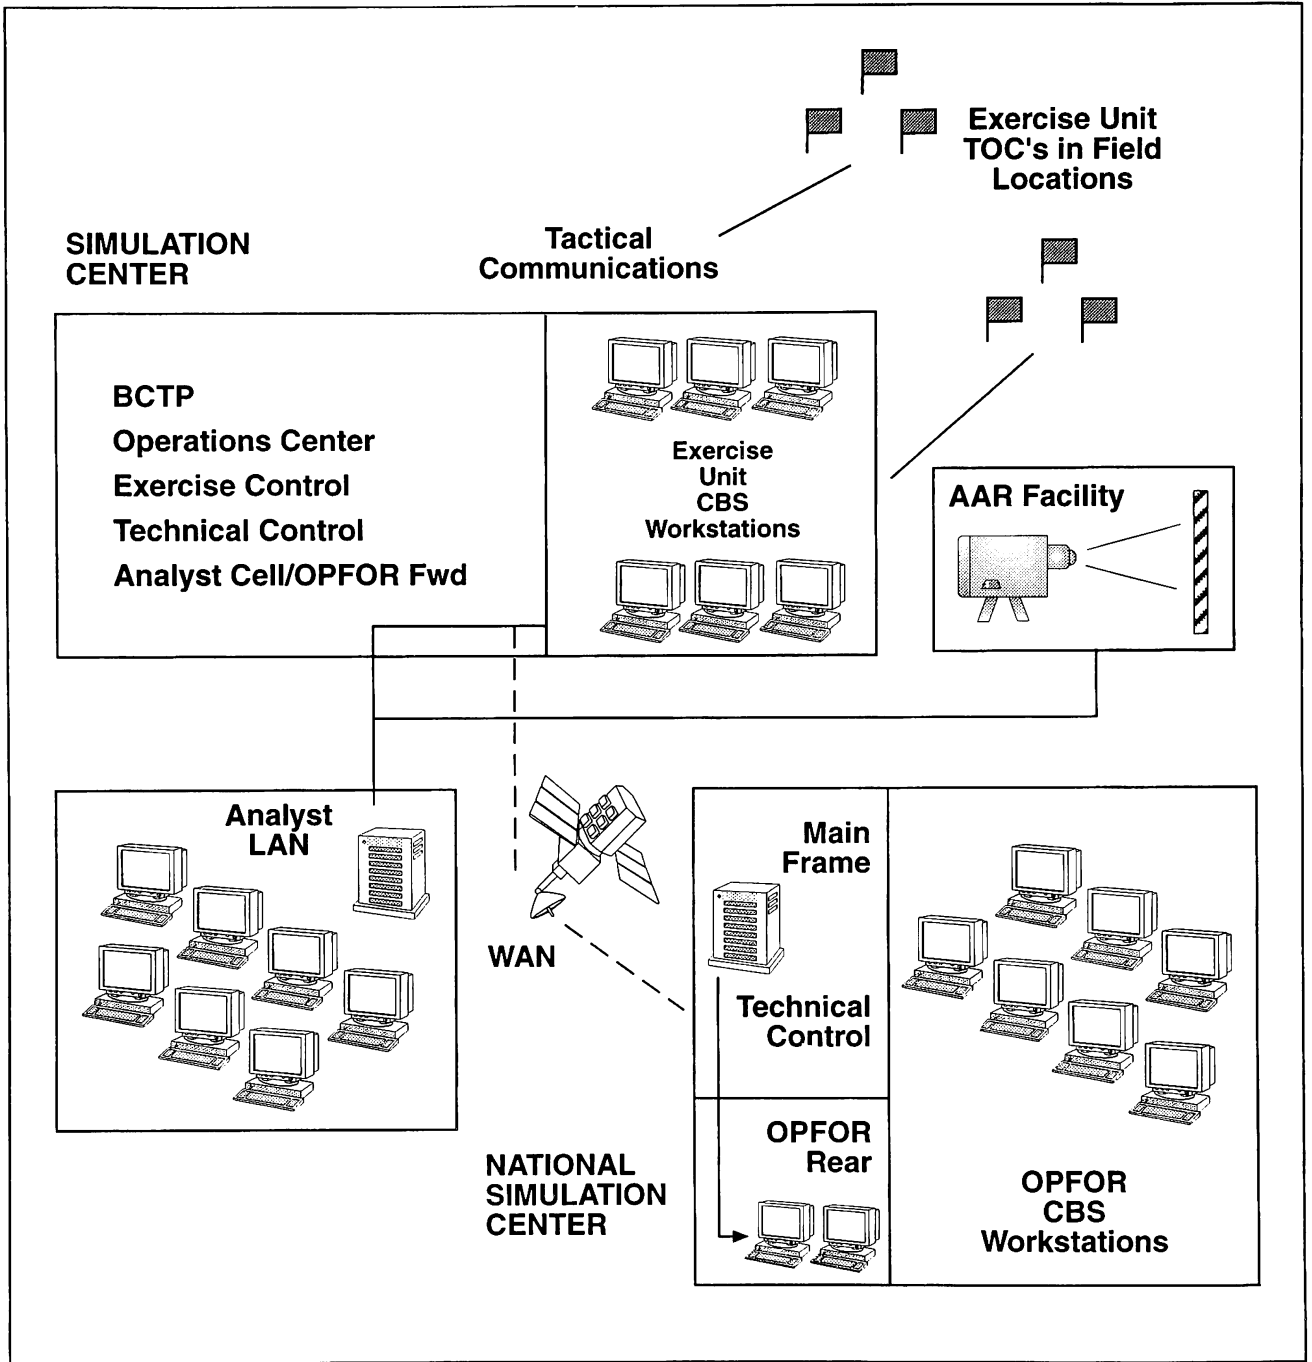 Exercise Unit
TOC's in Field
Locations
SIMULATION
CENTER
Tactical
Communications
BCTP
Operations Center
Exercise Control
Technical Control
Analyst Cell/OPFOR Fwd
Exercise
Unit
CBS
Workstations
AAR Facility
Analyst
LAN
WAN
Main
Frame
Technical
Control
OPFOR
Rear
NATIONAL
SIMULATION
CENTER
OPFOR
CBS
Workstations